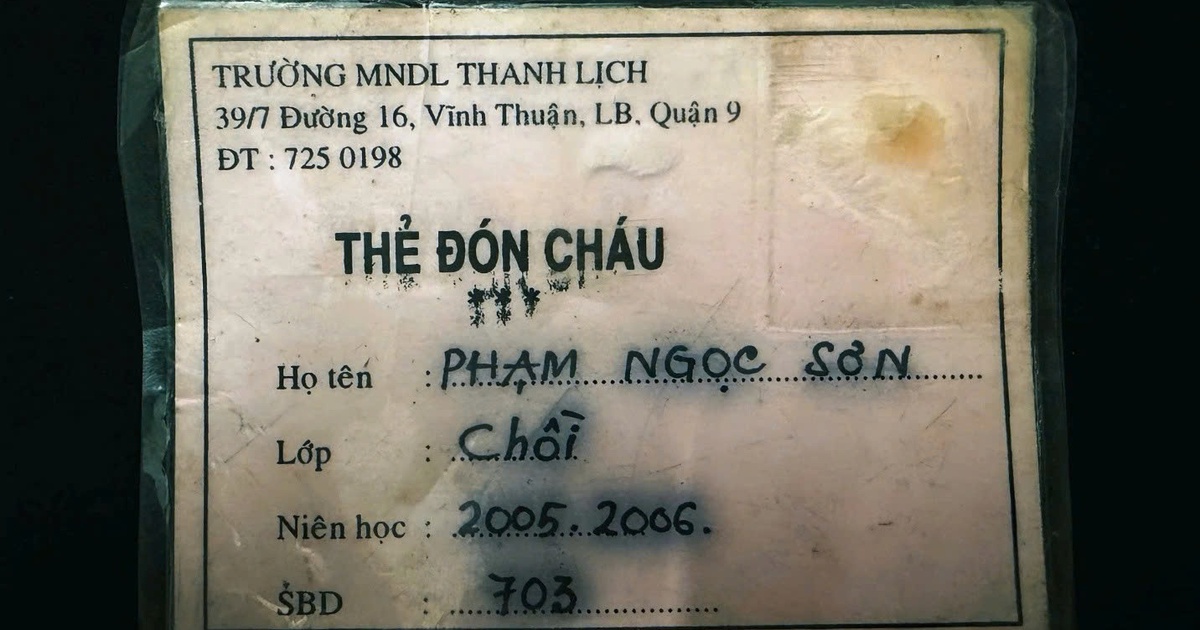 TRƯỜNG MNDL THANH LỊCH
39/7 Đường 16, Vĩnh Thuận, LB, Quận 9
ĐT : 725 0198
THẺ ĐÓN CHÁU
***
Họ tên : PHẠM NGỌC SƠN
Lớp : Chồi
Niên học : 2005.2006.
SBD : 703